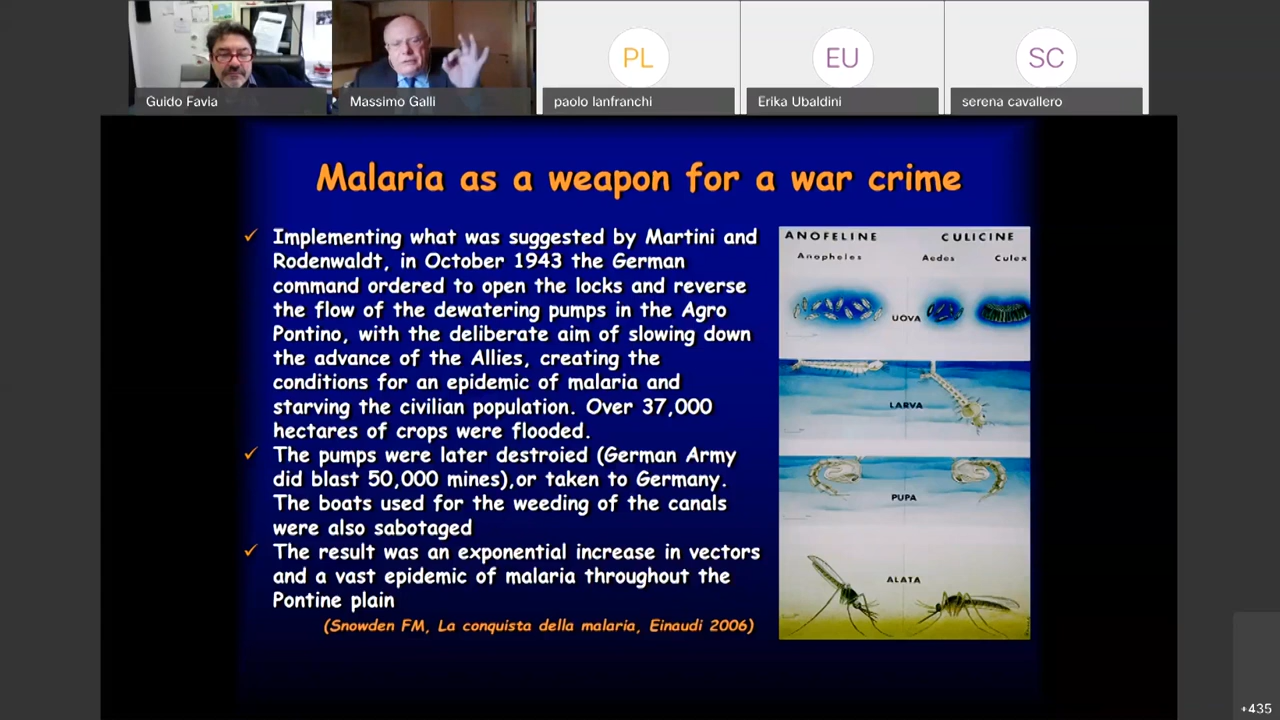 PL
EU
SC
Guido Favia
Massimo Galli
paolo lanfranchi
Erika Ubaldini
serena cavallero
Malaria as a weapon for a war crime
✓ Implementing what was suggested by Martini and
Rodenwaldt, in October 1943 the German
command ordered to open the locks and reverse
the flow of the dewatering pumps in the Agro
Pontino, with the deliberate aim of slowing down
the advance of the Allies, creating the
conditions for an epidemic of malaria and
starving the civilian population. Over 37,000
hectares of crops were flooded.
✓ The pumps were later destroied (German Army
did blast 50,000 mines),or taken to Germany.
The boats used for the weeding of the canals
were also sabotaged
✓ The result was an exponential increase in vectors
and a vast epidemic of malaria throughout the
Pontine plain
(Snowden FM, La conquista della malaria, Einaudi 2006)
ANOFELINE CULICINE
Anopheles Aedes Culex
UOVA
LARVA
PUPA
ALATA
+435